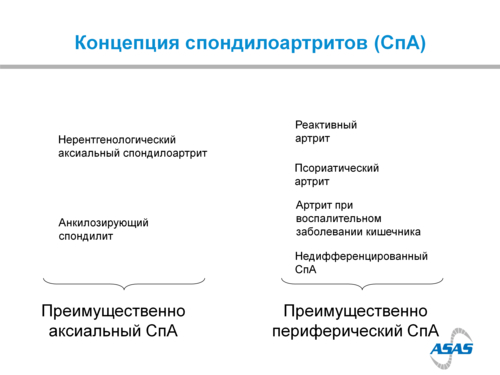 Концепция спондилоартритов (СпА)
Нерентгенологический
аксиальный спондилоартрит
Анкилозирующий
спондилит
Преимущественно
аксиальный СпА
Реактивный
артрит
Псориатический
артрит
Артрит при
воспалительном
заболевании кишечника
Недифференцированный
СпА
Преимущественно
периферический СпА
ASAS